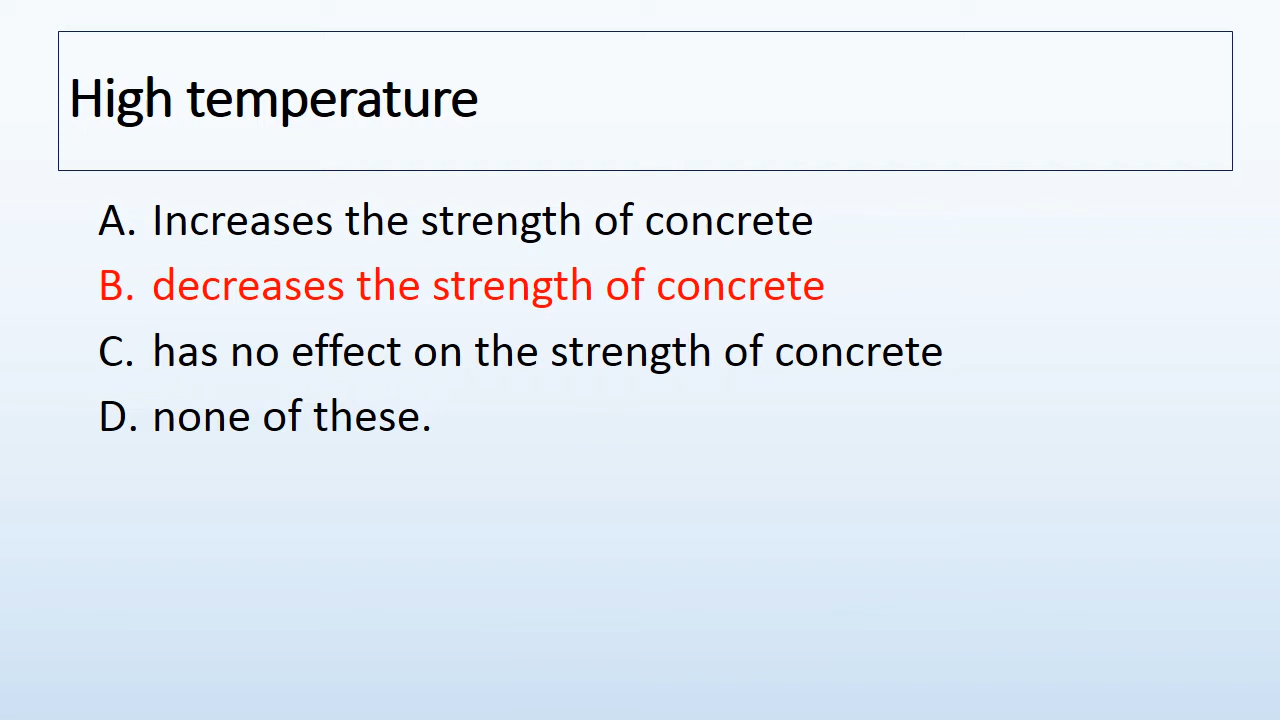 High temperature
A. Increases the strength of concrete
B. decreases the strength of concrete
C. has no effect on the strength of concrete
D. none of these.